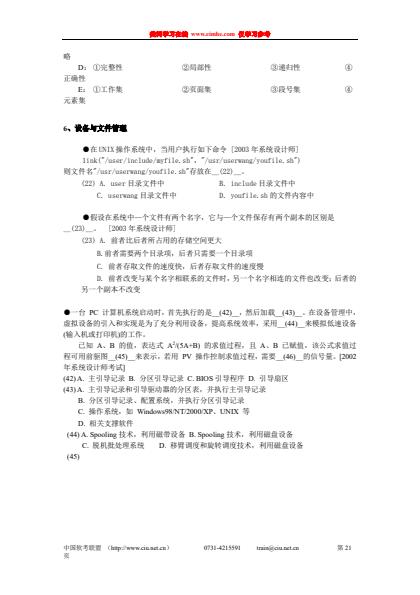 央妈学习在线 www.cnmhc.com 仅学习参考
略
D： ①完整性 ②局部性 ③递归性 ④
正确性
E： ①工作集 ②页面集 ③段号集 ④
元素集
6、设备与文件管理
●在 UNIX 操作系统中，当用户执行如下命令 [2003 年系统设计师]
link("/user/include/myfile.sh"，"/usr/userwang/youfile.sh")
则文件名"/usr/userwang/youfile.sh"存放在__(22)__。
(22) A. user 目录文件中 B. include 目录文件中
C. userwang 目录文件中 D. youfile.sh 的文件内容中
●假设在系统中一个文件有两个名字，它与一个文件保存有两个副本的区别是
__(23)__。 [2003 年系统设计师]
(23) A. 前者比后者所占用的存储空间更大
B.前者需要两个目录项，后者只需要一个目录项
C. 前者存取文件的速度快，后者存取文件的速度慢
D. 前者改变与某个名字相联系的文件时，另一个名字相连的文件也改变；后者的
另一个副本不改变
●一台 PC 计算机系统启动时，首先执行的是__(42)__，然后加载__(43)__。在设备管理中，
虚拟设备的引入和实现是为了充分利用设备，提高系统效率，采用__(44)__来模拟低速设备
(输入机或打印机)的工作。
已知 A、B 的值，表达式 A²/(5A+B) 的求值过程，且 A、B 已赋值，该公式求值过
程可用前驱图__(45)__来表示，若用 PV 操作控制求值过程，需要__(46)__的信号量。[2002
年系统设计师考试]
(42) A. 主引导记录 B. 分区引导记录 C. BIOS 引导程序 D. 引导扇区
(43) A. 主引导记录和引导驱动器的分区表，并执行主引导记录
B. 分区引导记录、配置系统，并执行分区引导记录
C. 操作系统，如 Windows98/NT/2000/XP、UNIX 等
D. 相关支撑软件
(44) A. Spooling 技术，利用磁带设备 B. Spooling 技术，利用磁盘设备
C. 脱机批处理系统 D. 移臂调度和旋转调度技术，利用磁盘设备
(45)
中国软考联盟 （http://www.ciu.net.cn） 0731-4215591 train@ciu.net.cn 第 21
页